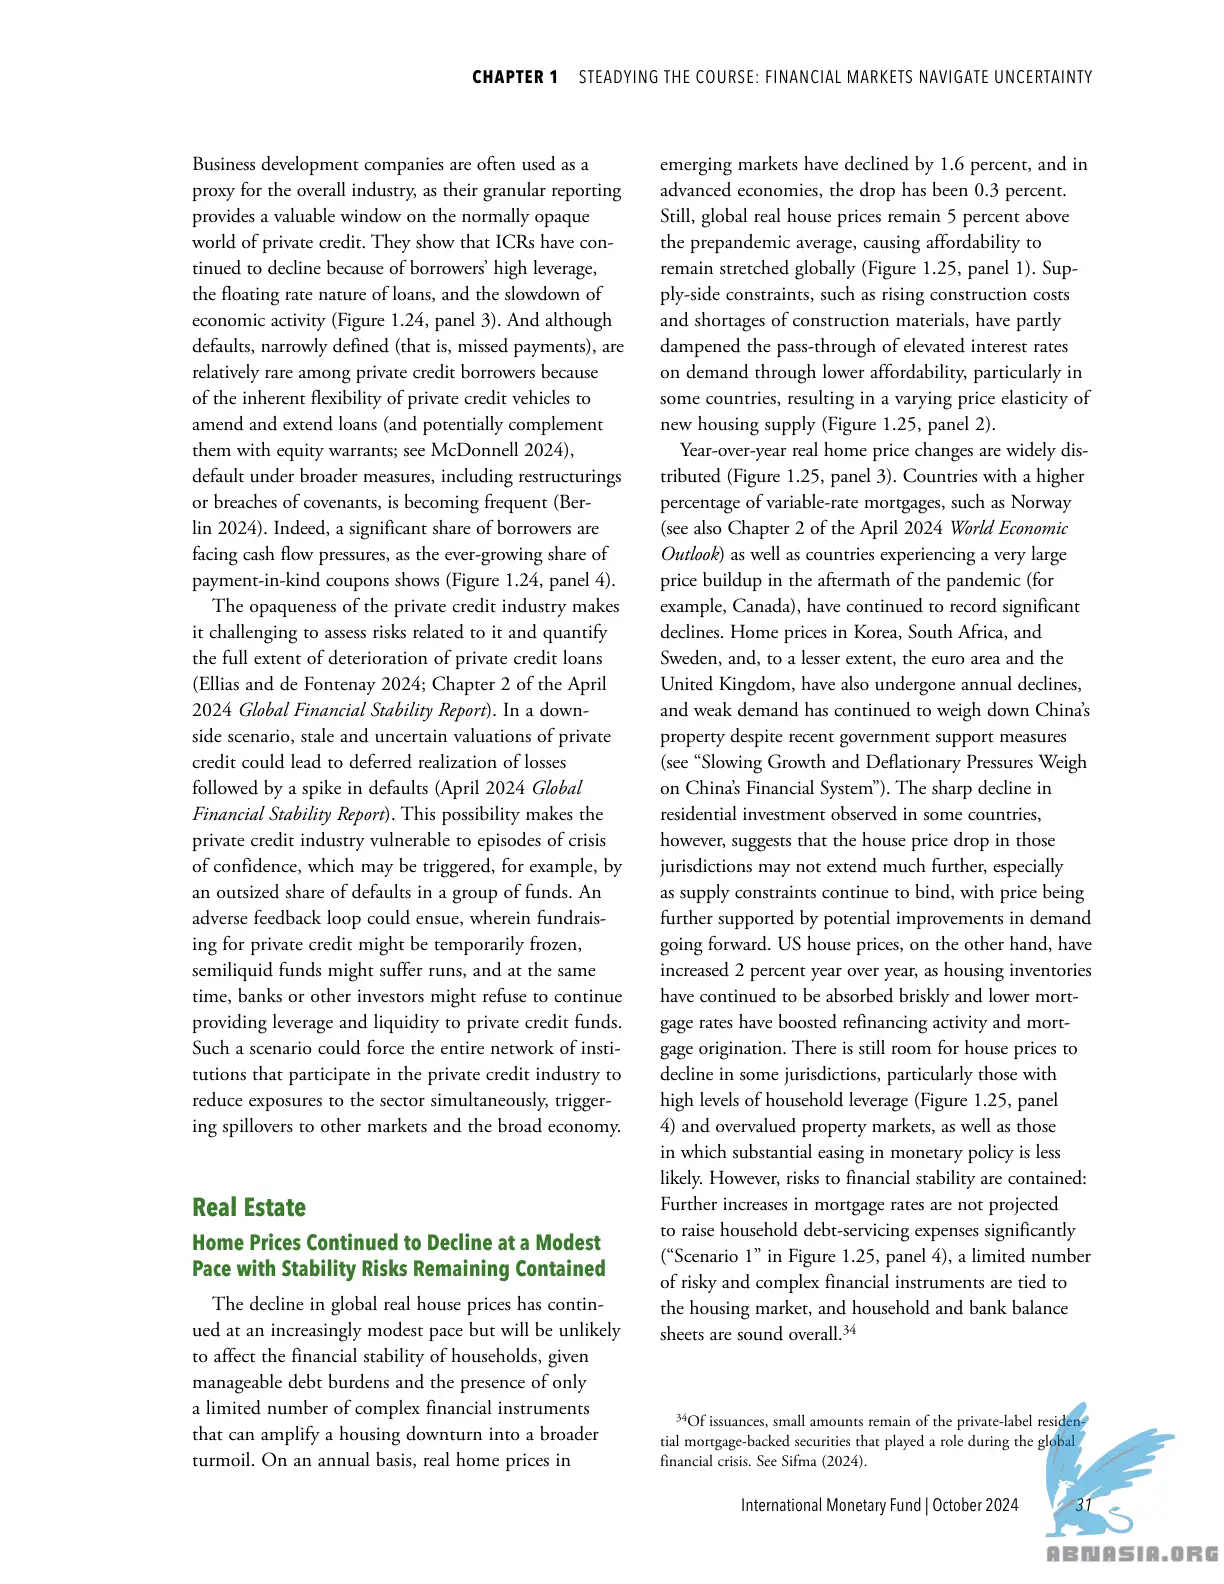 CHAPTER 1 STEADYING THE COURSE: FINANCIAL MARKETS NAVIGATE UNCERTAINTY
Business development companies are often used as a
proxy for the overall industry, as their granular reporting
provides a valuable window on the normally opaque
world of private credit. They show that ICRs have con-
tinued to decline because of borrowers’ high leverage,
the floating rate nature of loans, and the slowdown of
economic activity (Figure 1.24, panel 3). And although
defaults, narrowly defined (that is, missed payments), are
relatively rare among private credit borrowers because
of the inherent flexibility of private credit vehicles to
amend and extend loans (and potentially complement
them with equity warrants; see McDonnell 2024),
default under broader measures, including restructurings
or breaches of covenants, is becoming frequent (Ber-
lin 2024). Indeed, a significant share of borrowers are
facing cash flow pressures, as the ever-growing share of
payment-in-kind coupons shows (Figure 1.24, panel 4).
The opaqueness of the private credit industry makes
it challenging to assess risks related to it and quantify
the full extent of deterioration of private credit loans
(Ellias and de Fontenay 2024; Chapter 2 of the April
2024 Global Financial Stability Report). In a down-
side scenario, stale and uncertain valuations of private
credit could lead to deferred realization of losses
followed by a spike in defaults (April 2024 Global
Financial Stability Report). This possibility makes the
private credit industry vulnerable to episodes of crisis
of confidence, which may be triggered, for example, by
an outsized share of defaults in a group of funds. An
adverse feedback loop could ensue, wherein fundrais-
ing for private credit might be temporarily frozen,
semiliquid funds might suffer runs, and at the same
time, banks or other investors might refuse to continue
providing leverage and liquidity to private credit funds.
Such a scenario could force the entire network of insti-
tutions that participate in the private credit industry to
reduce exposures to the sector simultaneously, trigger-
ing spillovers to other markets and the broad economy.
Real Estate
Home Prices Continued to Decline at a Modest
Pace with Stability Risks Remaining Contained
The decline in global real house prices has contin-
ued at an increasingly modest pace but will be unlikely
to affect the financial stability of households, given
manageable debt burdens and the presence of only
a limited number of complex financial instruments
that can amplify a housing downturn into a broader
turmoil. On an annual basis, real home prices in
emerging markets have declined by 1.6 percent, and in
advanced economies, the drop has been 0.3 percent.
Still, global real house prices remain 5 percent above
the prepandemic average, causing affordability to
remain stretched globally (Figure 1.25, panel 1). Sup-
ply-side constraints, such as rising construction costs
and shortages of construction materials, have partly
dampened the pass-through of elevated interest rates
on demand through lower affordability, particularly in
some countries, resulting in a varying price elasticity of
new housing supply (Figure 1.25, panel 2).
Year-over-year real home price changes are widely dis-
tributed (Figure 1.25, panel 3). Countries with a higher
percentage of variable-rate mortgages, such as Norway
(see also Chapter 2 of the April 2024 World Economic
Outlook) as well as countries experiencing a very large
price buildup in the aftermath of the pandemic (for
example, Canada), have continued to record significant
declines. Home prices in Korea, South Africa, and
Sweden, and, to a lesser extent, the euro area and the
United Kingdom, have also undergone annual declines,
and weak demand has continued to weigh down China’s
property despite recent government support measures
(see “Slowing Growth and Deflationary Pressures Weigh
on China’s Financial System”). The sharp decline in
residential investment observed in some countries,
however, suggests that the house price drop in those
jurisdictions may not extend much further, especially
as supply constraints continue to bind, with price being
further supported by potential improvements in demand
going forward. US house prices, on the other hand, have
increased 2 percent year over year, as housing inventories
have continued to be absorbed briskly and lower mort-
gage rates have boosted refinancing activity and mort-
gage origination. There is still room for house prices to
decline in some jurisdictions, particularly those with
high levels of household leverage (Figure 1.25, panel
4) and overvalued property markets, as well as those
in which substantial easing in monetary policy is less
likely. However, risks to financial stability are contained:
Further increases in mortgage rates are not projected
to raise household debt-servicing expenses significantly
(“Scenario 1” in Figure 1.25, panel 4), a limited number
of risky and complex financial instruments are tied to
the housing market, and household and bank balance
sheets are sound overall.34
34Of issuances, small amounts remain of the private-label residen-
tial mortgage-backed securities that played a role during the global
financial crisis. See Sifma (2024).
International Monetary Fund | October 2024 31
ABNASIA.ORG